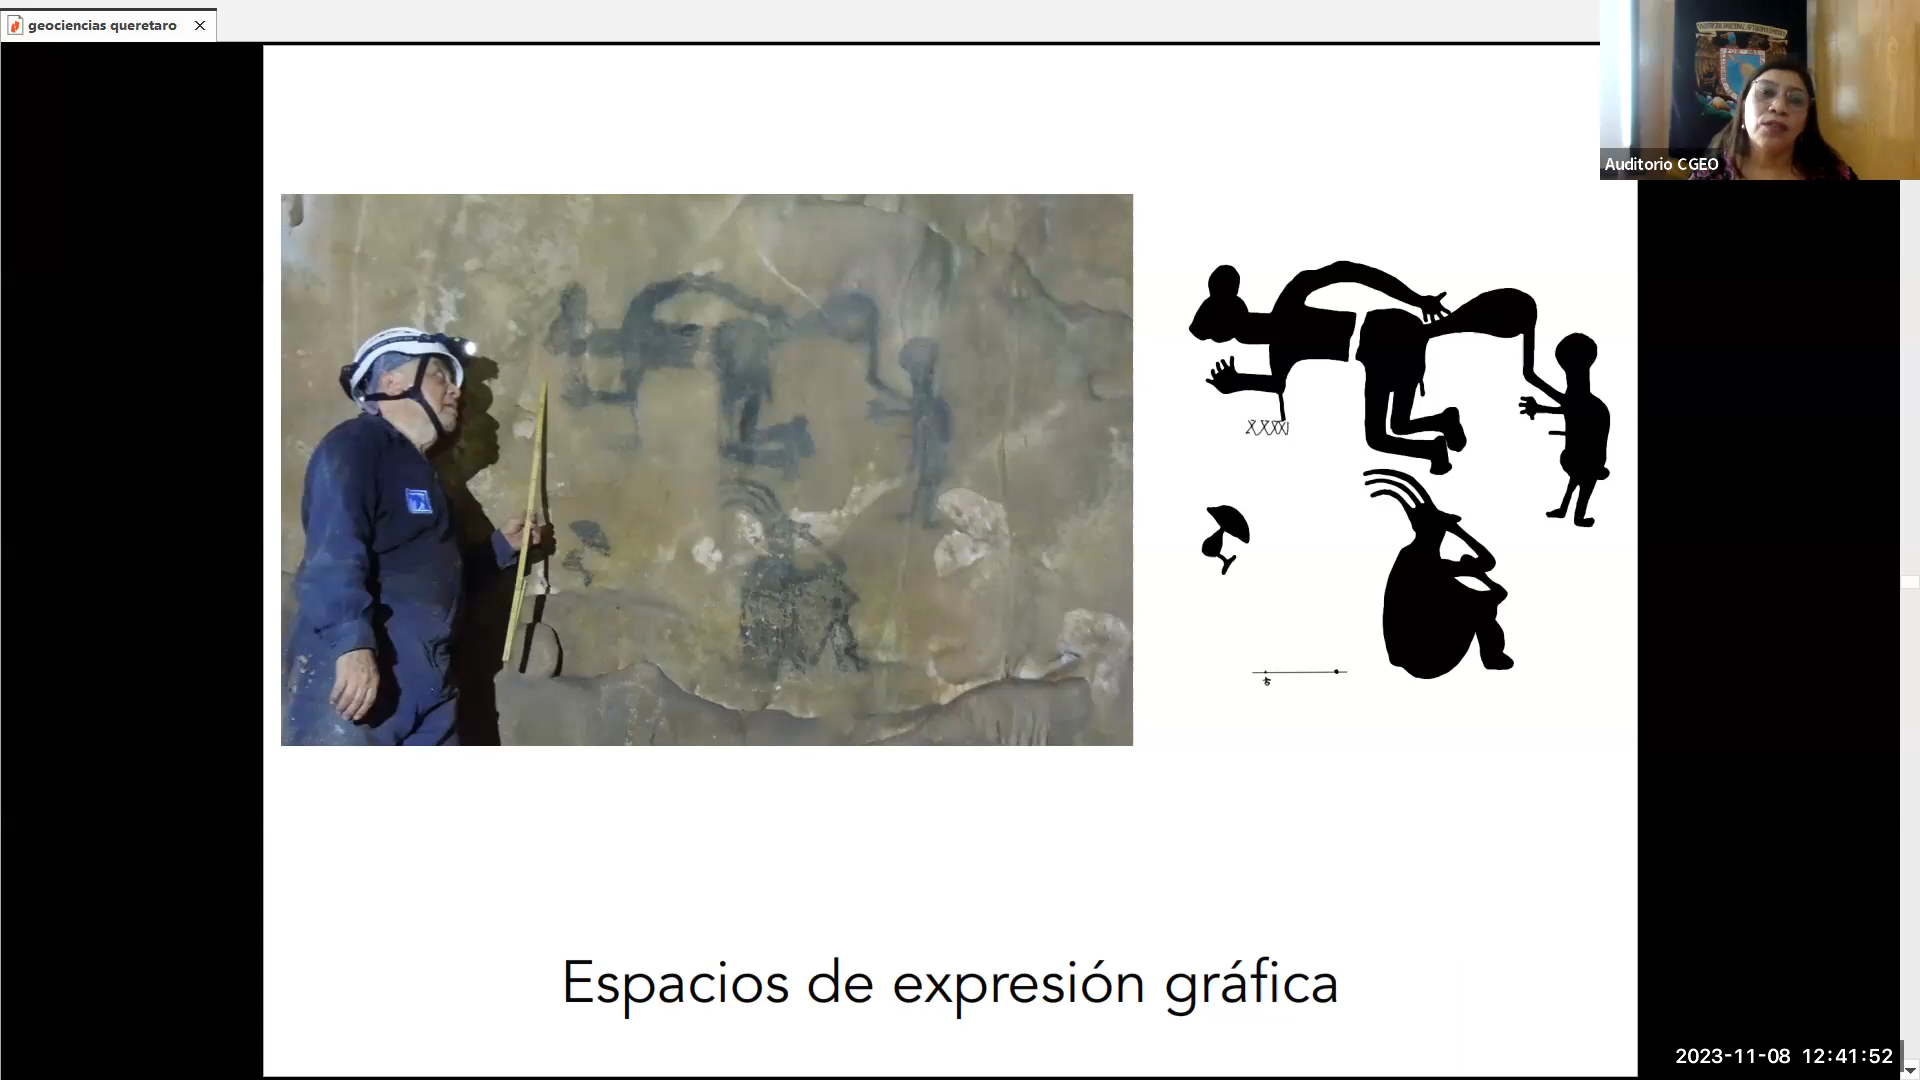 geociencias queretaro
Auditorio CGEO
Espacios de expresión gráfica
2023-11-08 12:41:52